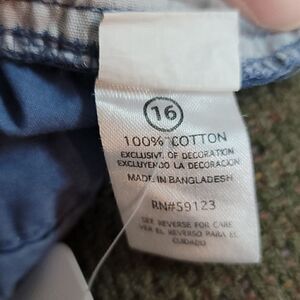 16
100% COTTON
EXCLUSIVE OF DECORATION
EXCLUYENDO LA DECORACION
MADE IN BANGLADESH
RN#59123
SEE REVERSE FOR CARE
VEA EL REVERSO PARA EL
CUIDADO